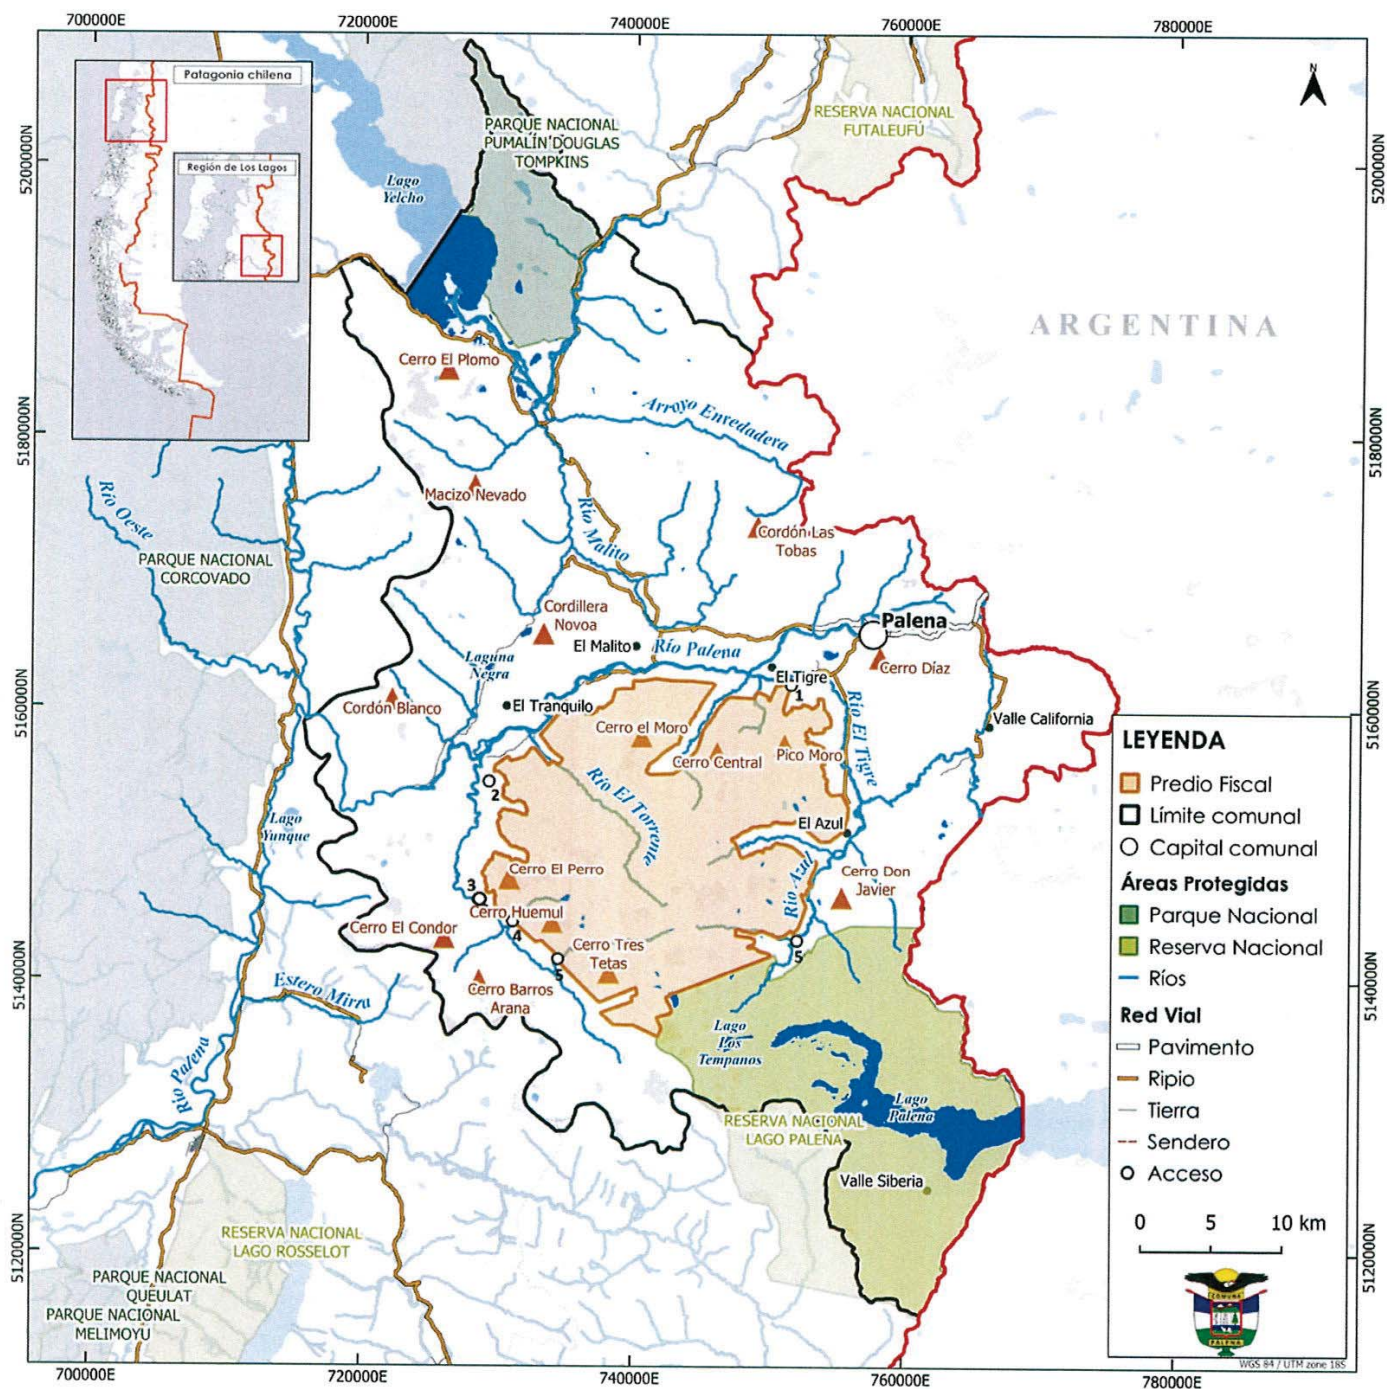 700000E
720000E
740000E
760000E
780000E
5200000N
5180000N
5160000N
5140000N
5120000N
Patagonia chilena
Región de Los Lagos
N
PARQUE NACIONAL
PUMALÍN DOUGLAS
TOMPKINS
RESERVA NACIONAL
FUTALEUFÚ
Lago
Yelcho
ARGENTINA
Cerro El Plomo
Arroyo Enredadera
Macizo Nevado
Río Oeste
Río Malito
Cordón Las
Tobas
PARQUE NACIONAL
CORCOVADO
Cordillera
Novoa
Palena
El Malito
Río Palena
Laguna
Negra
Cerro Díaz
El Tigre
1
Cordón Blanco
El Tranquilo
Río El Tigre
Valle California
Cerro el Moro
Cerro Central
Pico Moro
2
Río El Torrente
Lago
Yunque
El Azul
Río Azul
Cerro El Perro
Cerro Don
Javier
3
Cerro Huemul
4
Cerro El Condor
Cerro Tres
Tetas
5
5
Estero Mirta
Cerro Barros
Arana
Río Palena
Lago
Los
Tempanos
Lago
Palena
RESERVA NACIONAL
LAGO PALENA
Valle Siberia
RESERVA NACIONAL
LAGO ROSSELOT
PARQUE NACIONAL
QUEULAT
PARQUE NACIONAL
MELIMOYU
LEYENDA
Predio Fiscal
Límite comunal
Capital comunal
Áreas Protegidas
Parque Nacional
Reserva Nacional
Ríos
Red Vial
Pavimento
Ripio
Tierra
Sendero
Acceso
0 5 10 km
COMUNA
PALENA
WGS 84 / UTM zone 18S
5200000N
5180000N
5160000N
5140000N
5120000N
700000E
720000E
740000E
760000E
780000E